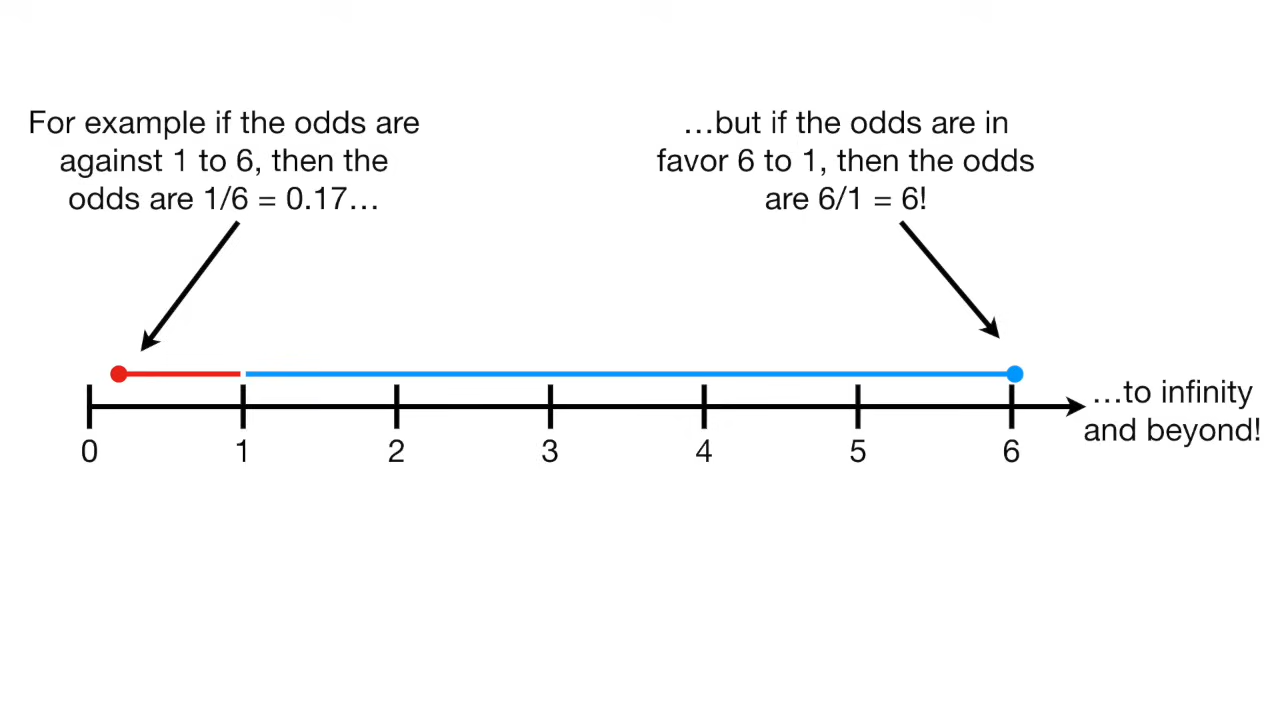 For example if the odds are
against 1 to 6, then the
odds are 1/6 = 0.17…
…but if the odds are in
favor 6 to 1, then the odds
are 6/1 = 6!
…to infinity
and beyond!
0 1 2 3 4 5 6